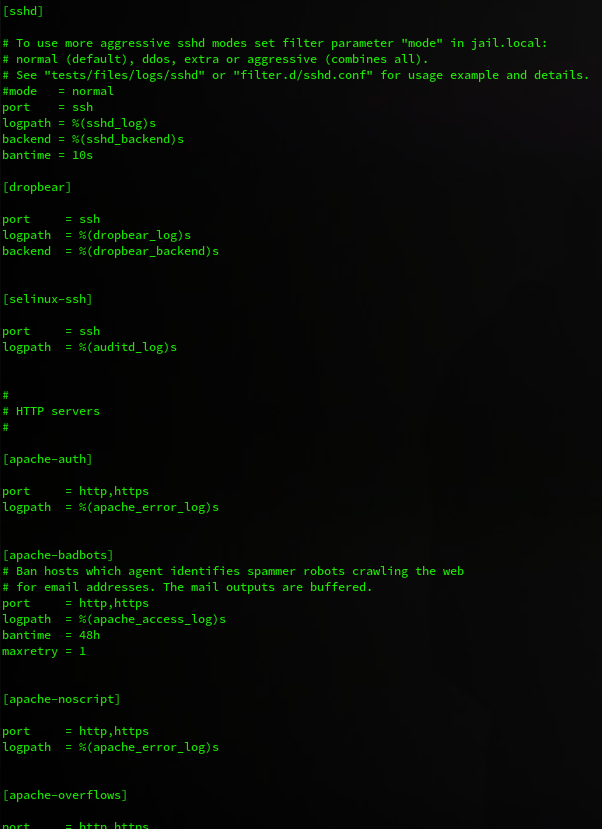 [sshd]
# To use more aggressive sshd modes set filter parameter "mode" in jail.local:
# normal (default), ddos, extra or aggressive (combines all).
# See "tests/files/logs/sshd" or "filter.d/sshd.conf" for usage example and details.
#mode   = normal
port    = ssh
logpath = %(sshd_log)s
backend = %(sshd_backend)s
bantime = 10s
[dropbear]
port     = ssh
logpath  = %(dropbear_log)s
backend  = %(dropbear_backend)s
[selinux-ssh]
port     = ssh
logpath  = %(auditd_log)s
#
# HTTP servers
#
[apache-auth]
port     = http,https
logpath  = %(apache_error_log)s
[apache-badbots]
# Ban hosts which agent identifies spammer robots crawling the web
# for email addresses. The mail outputs are buffered.
port     = http,https
logpath  = %(apache_access_log)s
bantime  = 48h
maxretry = 1
[apache-noscript]
port     = http,https
logpath  = %(apache_error_log)s
[apache-overflows]
port     = http,https